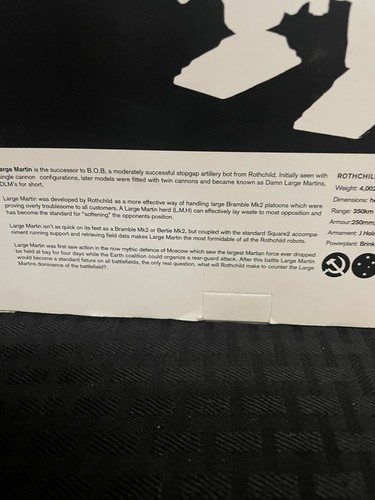 arge Martin is the successor to B.O.B, a moderately successful stopgap artillery bot from Rothchild. Initially seen with
single cannon configurations, later models were fitted with twin cannons and became known as Damn Large Martins,
DLM's for short.
Large Martin was developed by Rothchild as a more effective way of handling large Bramble Mk2 platoons which were
proving overly troublesome to all customers. A Large Martin herd (L.M.H) can effectively lay waste to most opposition and
has become the standard for "softening" the opponents position.
Large Martin isn't as quick on its feet as a Bramble Mk2 or Bertie Mk2, but coupled with the standard Square2 accompe-
niment running support and retrieving field data makes Large Martin the most formidable of all the Rothchild robots.
Large Martin was first saw action in the now mythic defence of Moscow which saw the largest Martian force ever dropped
be held at bay for four days while the Earth coalition could organize a rear-guard attack. After this battle Large Martin
would become a standard fixture on all battlefields, the only real question, what will Rothchild make to counter the Large
Martins dominance of the battlefield?.
ROTHCHILD
Weight: 4,002
Dimensions: he
Range: 350km
Armour: 250mm
Armament: J Holr
Powerplant: Brink